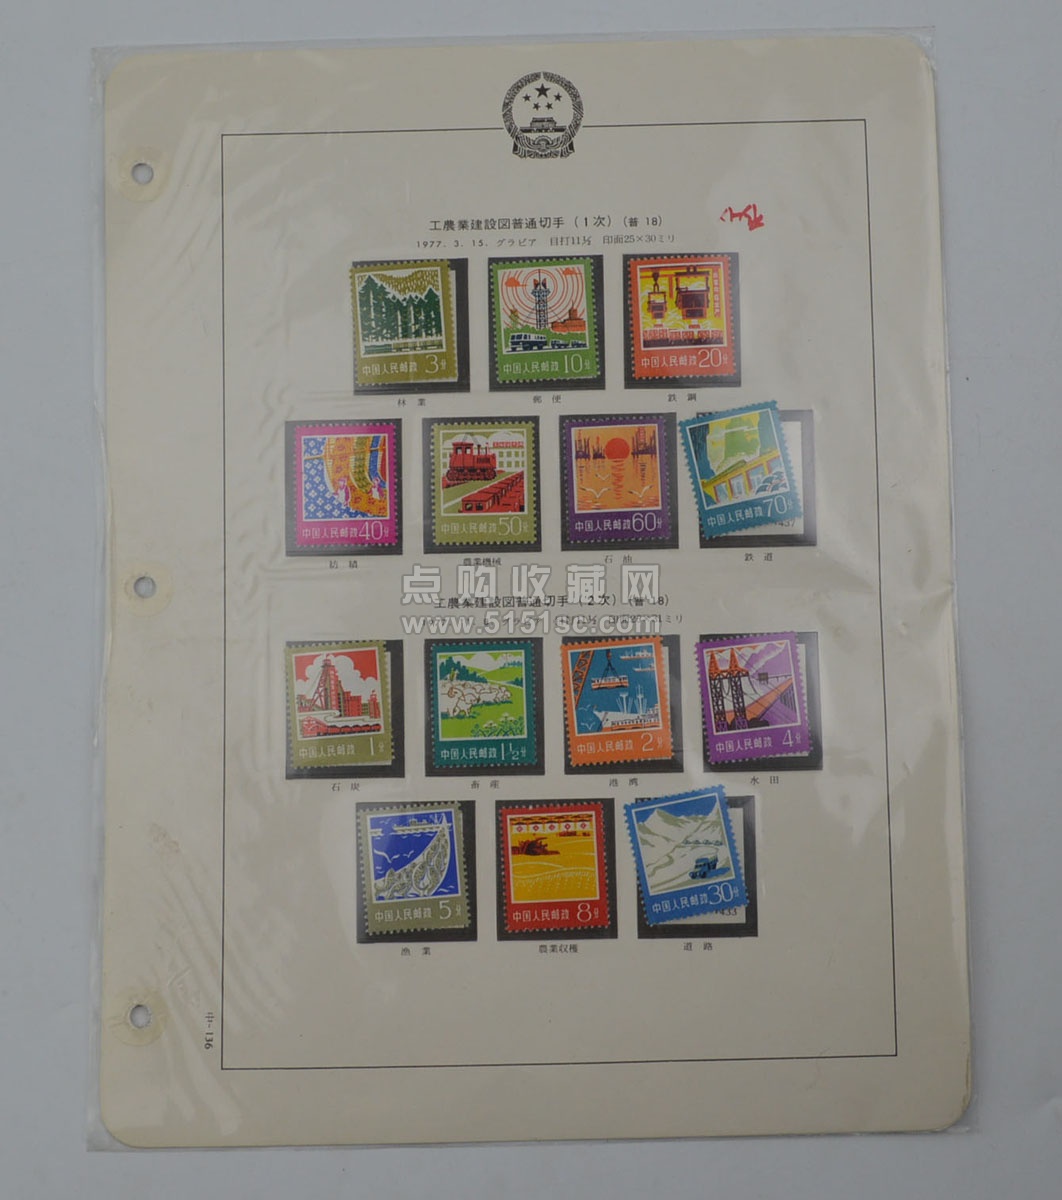 工農業建設図普通切手（1次）（普 18）
1977. 3. 15. グラビア 目打11½ 印面25×30ミリ
中国人民邮政 3分
中国人民邮政 10分
中国人民邮政 20分
林業 郵便 鉄鋼
中国人民邮政 40分
中国人民邮政 50分
中国人民邮政 60分
中国人民邮政 70分
1437
紡績 農業機械 石油 鉄道
点购收藏网
工農業建設図普通切手（2次）（普 18）
www.5151sc.com
ミリ
中国人民邮政 1分
中国人民邮政 1½分
中国人民邮政 2分
中国人民邮政 4分
石炭 畜産 港湾 水田
中国人民邮政 5分
中国人民邮政 8分
中国人民邮政 30分
1433
漁業 農業収穫 道路
中-136